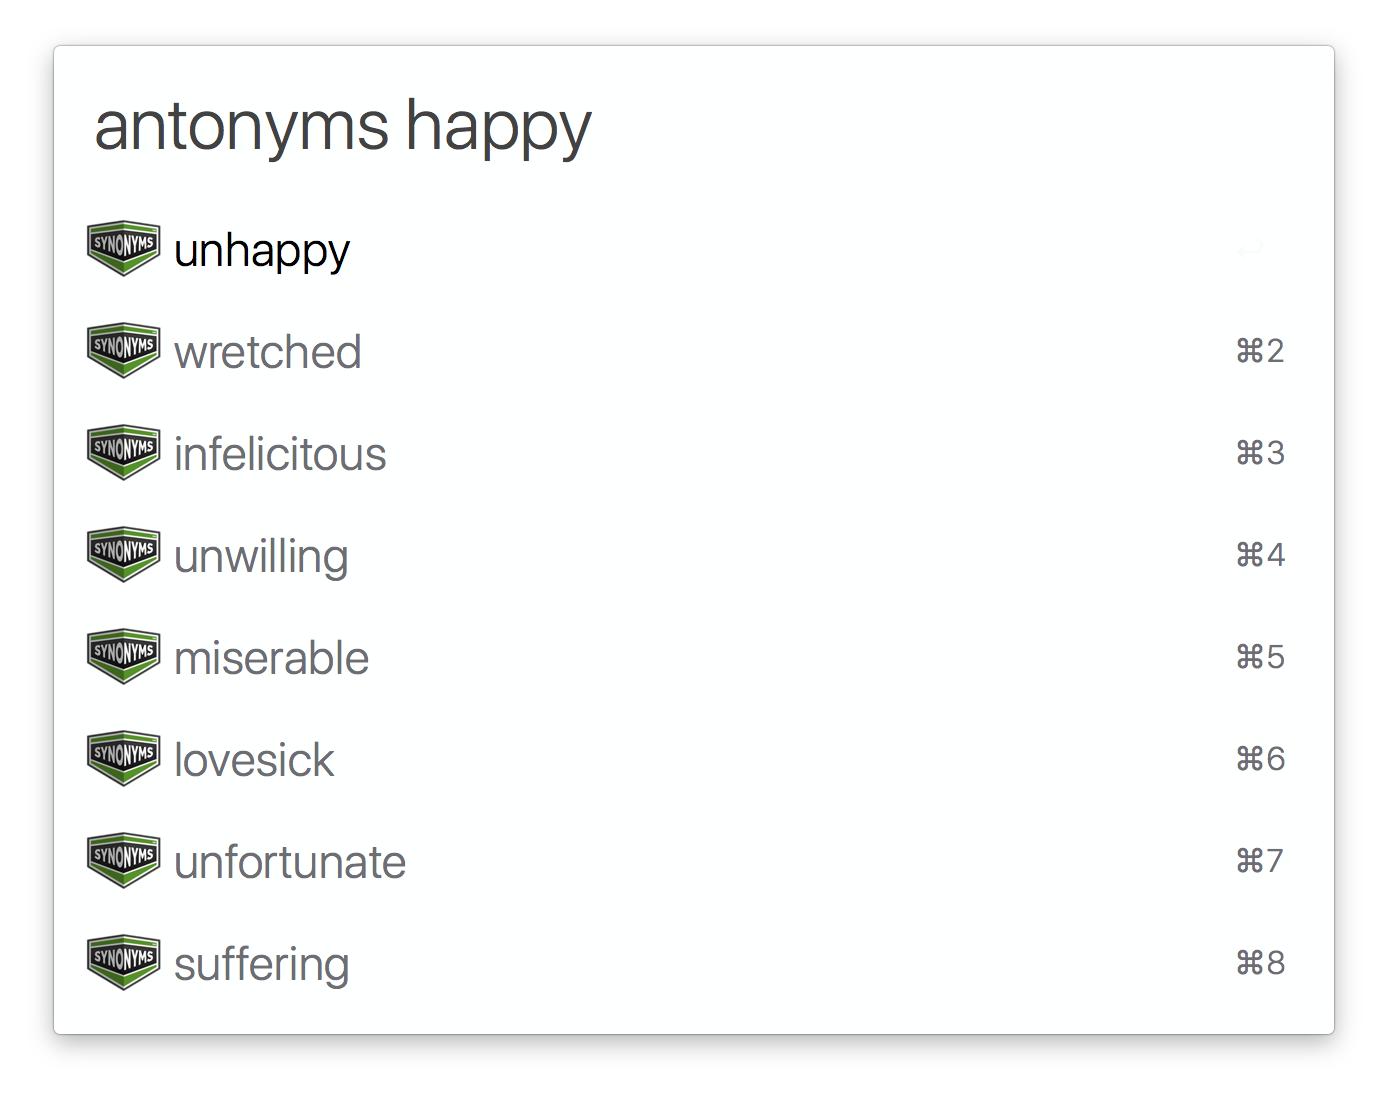 antonyms happy
SYNONYMS unhappy
SYNONYMS wretched ⌘2
SYNONYMS infelicitous ⌘3
SYNONYMS unwilling ⌘4
SYNONYMS miserable ⌘5
SYNONYMS lovesick ⌘6
SYNONYMS unfortunate ⌘7
SYNONYMS suffering ⌘8